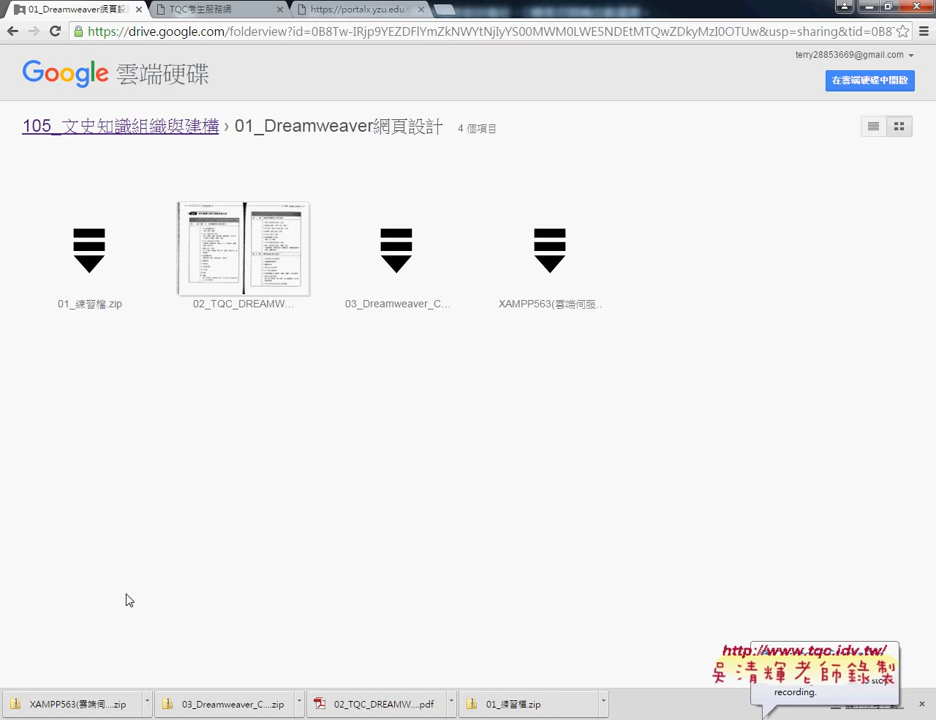 01_Dreamweaver網頁設
TQC考生服務網
https://portalx.yzu.edu.t
https://drive.google.com/folderview?id=0B8Tw-IRjp9YEZDFlYmZkNWYtNjIyYS00MWM0LWE5NDEtMTQwZDkyMzI0OTUw&usp=sharing&tid=0B8T
terry28853669@gmail.com
Google 雲端硬碟
在雲端硬碟中開啟
105_文史知識組織與建構 › 01_Dreamweaver網頁設計 4 個項目
01_練習檔.zip
02_TQC_DREAMW...
03_Dreamweaver_C...
XAMPP563(雲端伺服..
http://www.tqc.idv.tw/
吳清輝老師錄製
recording.
XAMPP563(雲端伺....zip
03_Dreamweaver_C....zip
02_TQC_DREAMW....pdf
01_練習檔.zip